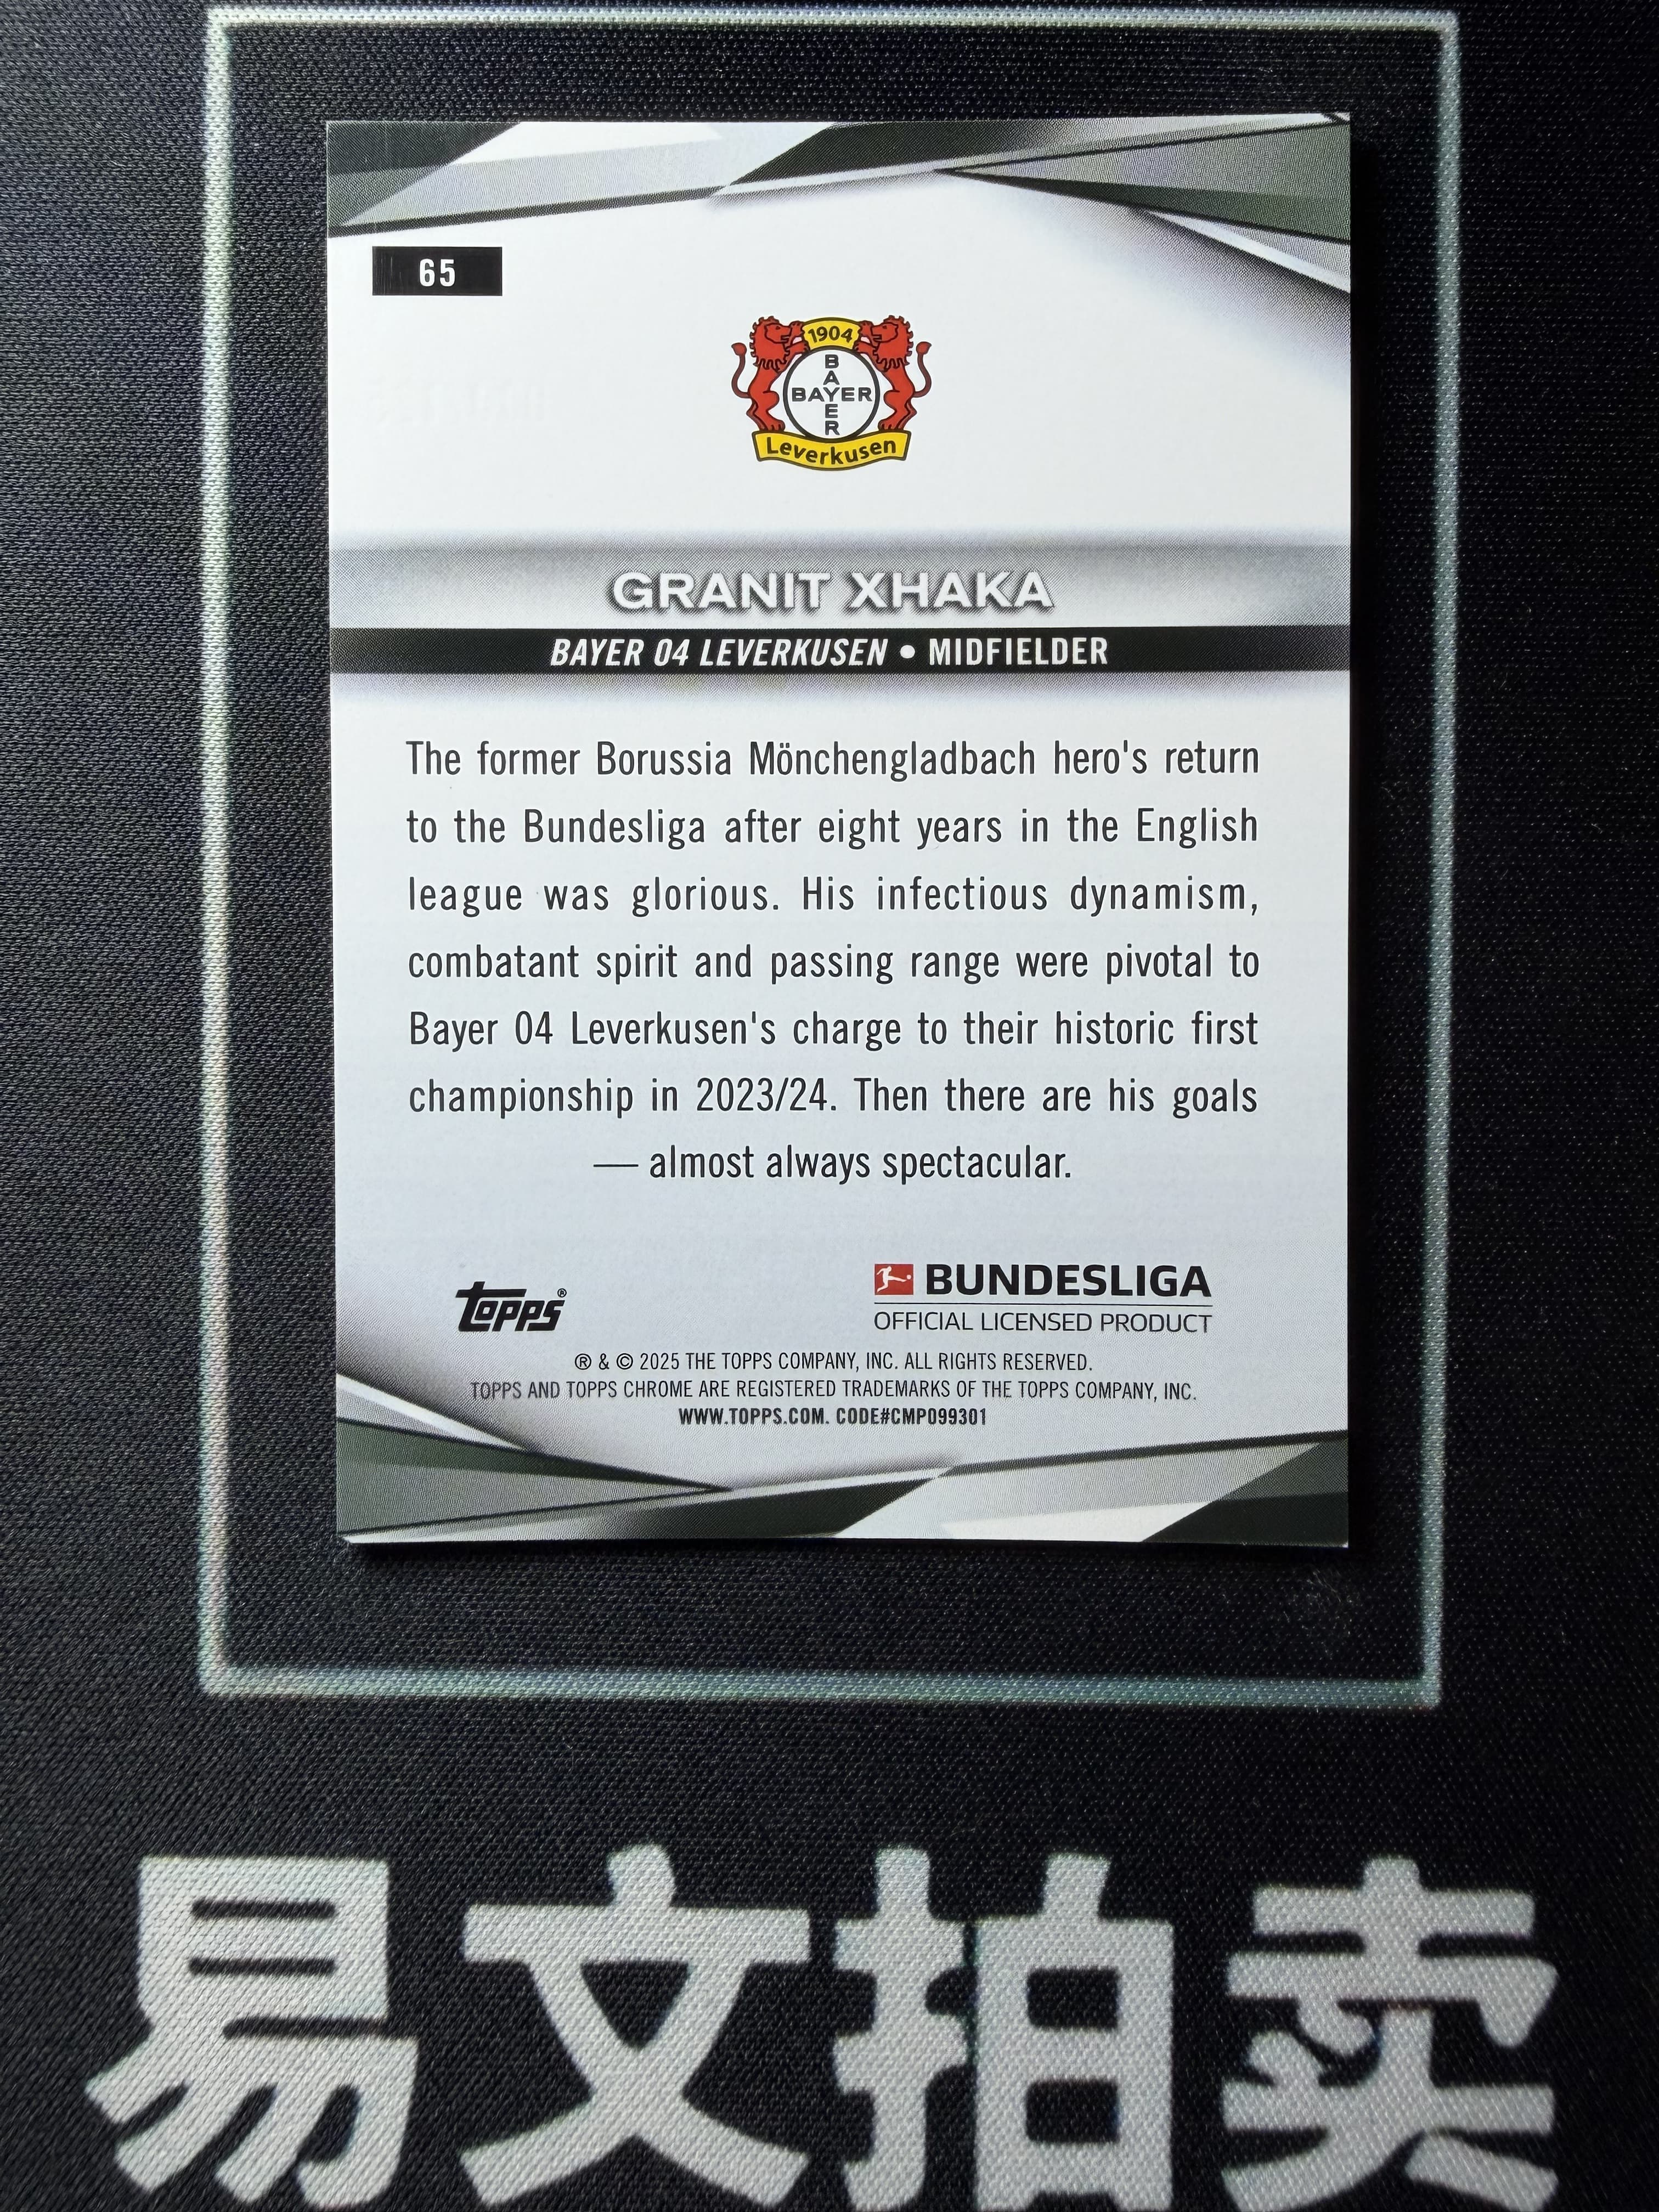 65
1904
BAYER
BAYER
Leverkusen
GRANIT XHAKA
BAYER 04 LEVERKUSEN • MIDFIELDER
The former Borussia Mönchengladbach hero's return
to the Bundesliga after eight years in the English
league was glorious. His infectious dynamism,
combatant spirit and passing range were pivotal to
Bayer 04 Leverkusen's charge to their historic first
championship in 2023/24. Then there are his goals
— almost always spectacular.
topps®
BUNDESLIGA
OFFICIAL LICENSED PRODUCT
® & © 2025 THE TOPPS COMPANY, INC. ALL RIGHTS RESERVED.
TOPPS AND TOPPS CHROME ARE REGISTERED TRADEMARKS OF THE TOPPS COMPANY, INC.
WWW.TOPPS.COM. CODE#CMP099301
易文拍卖